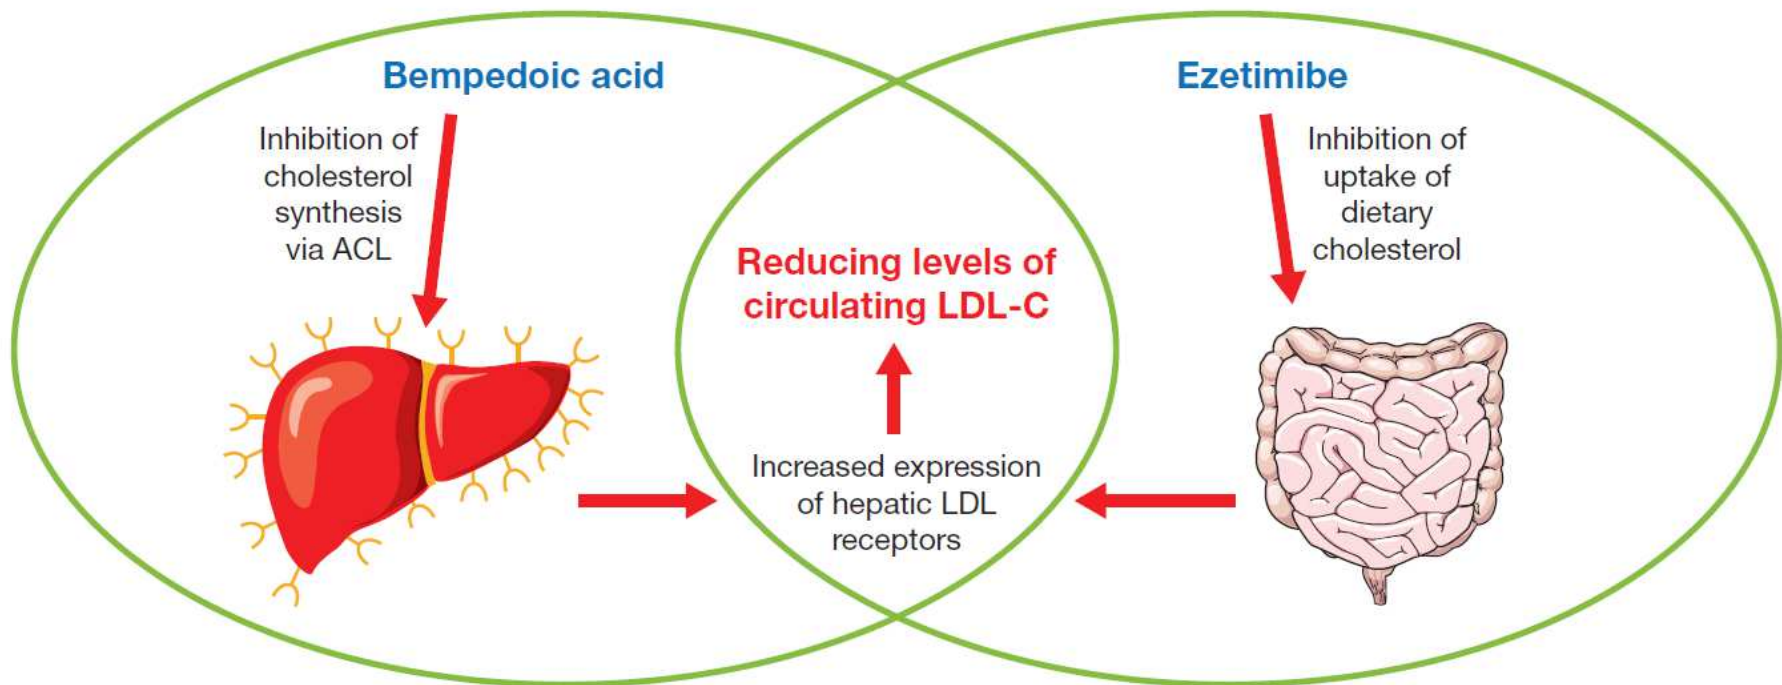 Bempedoic acid
Inhibition of
cholesterol
synthesis
via ACL
Reducing levels of
circulating LDL-C
Increased expression
of hepatic LDL
receptors
Ezetimibe
Inhibition of
uptake of
dietary
cholesterol